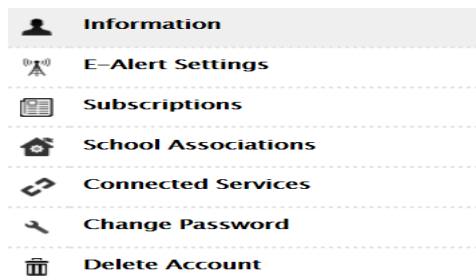 Information
E-Alert Settings
Subscriptions
School Associations
Connected Services
Change Password
Delete Account